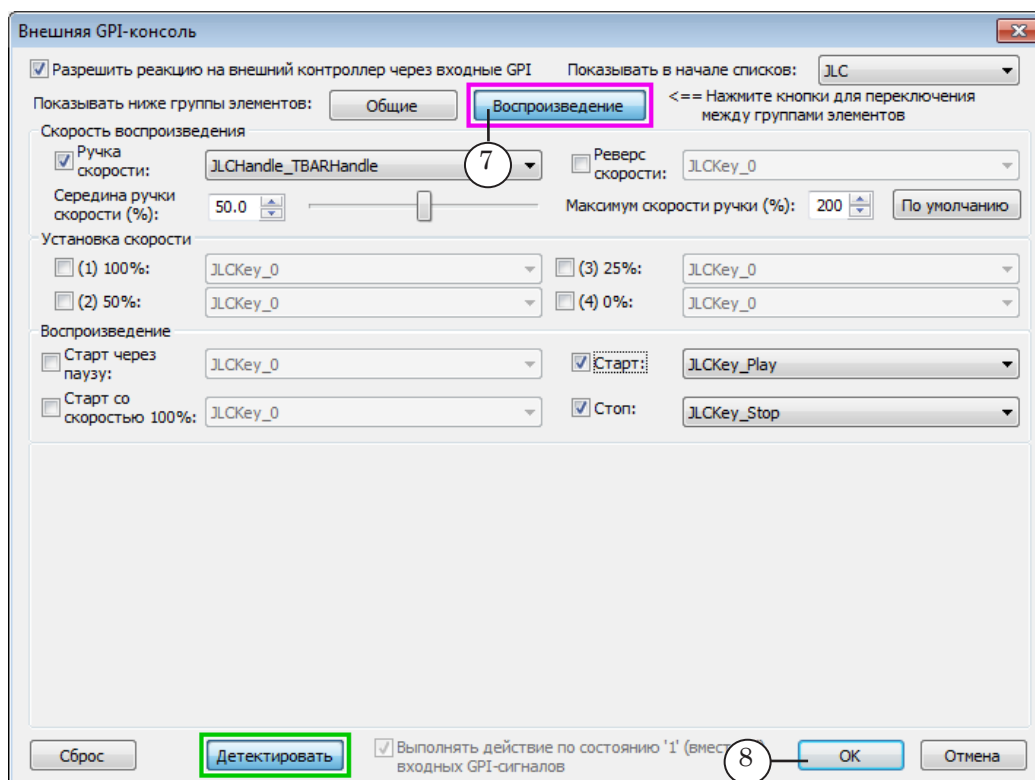 Внешняя GPI-консоль
Разрешить реакцию на внешний контроллер через входные GPI Показывать в начале списков: JLC
Показывать ниже группы элементов: Общие Воспроизведение <== Нажмите кнопки для переключения
между группами элементов
7
Скорость воспроизведения
Ручка
скорости: JLCHandle_TBARHandle Реверс
скорости: JLCKey_0
Середина ручки
скорости (%): 50.0 Максимум скорости ручки (%): 200 По умолчанию
Установка скорости
(1) 100%: JLCKey_0 (3) 25%: JLCKey_0
(2) 50%: JLCKey_0 (4) 0%: JLCKey_0
Воспроизведение
Старт через
паузу: JLCKey_0 Старт: JLCKey_Play
Старт со
скоростью 100%: JLCKey_0 Стоп: JLCKey_Stop
Сброс Детектировать Выполнять действие по состоянию '1' (вмест
входных GPI-сигналов 8 OK Отмена